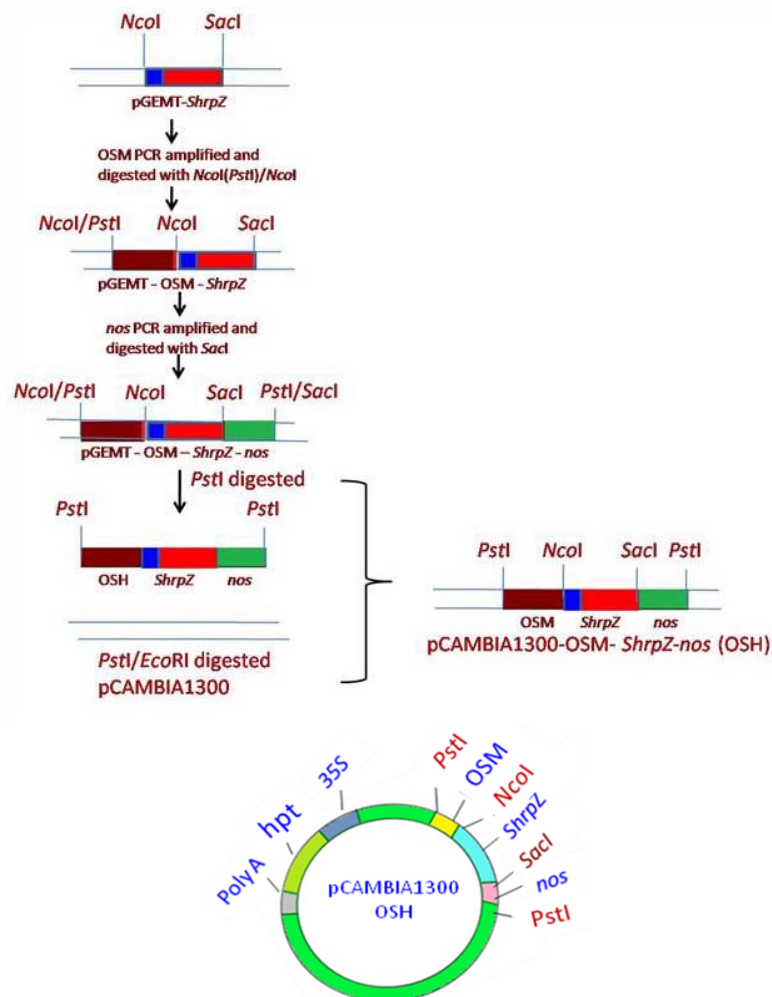 NcoI SacI
pGEMT-ShrpZ
OSM PCR amplified and
digested with NcoI(PstI)/NcoI
NcoI/PstI NcoI SacI
pGEMT - OSM - ShrpZ
nos PCR amplified and
digested with SacI
NcoI/PstI NcoI SacI PstI/SacI
pGEMT - OSM – ShrpZ - nos
PstI digested
PstI PstI
OSH ShrpZ nos
PstI/EcoRI digested
pCAMBIA1300
PstI NcoI SacI PstI
OSM ShrpZ nos
pCAMBIA1300-OSM- ShrpZ-nos (OSH)
Poly A
hpt
35S
PstI
OSM
NcoI
ShrpZ
SacI
nos
PstI
pCAMBIA1300
OSH